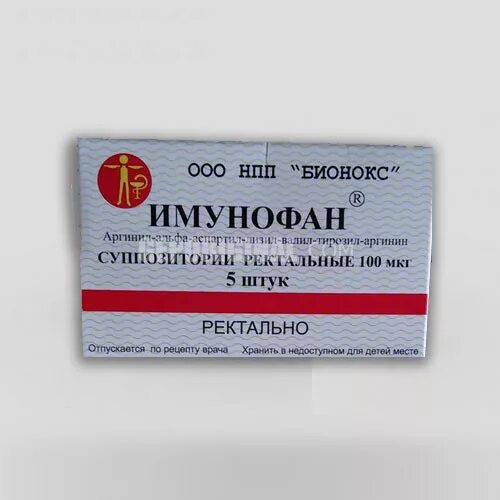 ООО НПП "БИОНОКС"
ИМУНОФАН®
Аргинил-альфа-аспартил-лизил-валил-тирозил-аргинин
СУППОЗИТОРИИ РЕКТАЛЬНЫЕ 100 мкг
5 штук
РЕКТАЛЬНО
Отпускается по рецепту врача Хранить в недоступном для детей месте